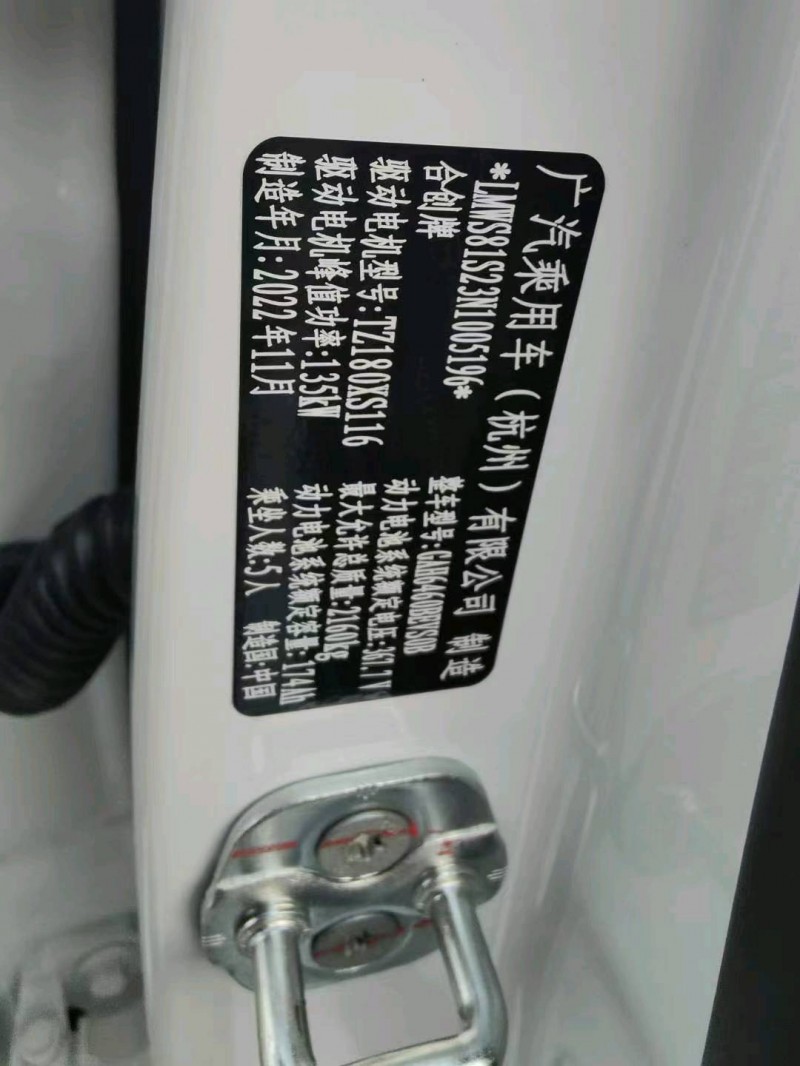 广汽乘用车（杭州）有限公司 制造
*LMWS81S23N1005196*
合创牌 整车型号:GAH6460BEVS0B
驱动电机型号:TZ180XS116 动力电池系统额定电压:
驱动电机峰值功率:135kW 最大允许总质量:2160kg
制造年月:2022年11月 动力电池系统额定容量:174Ah
乘坐人数:5人 制造国:中国